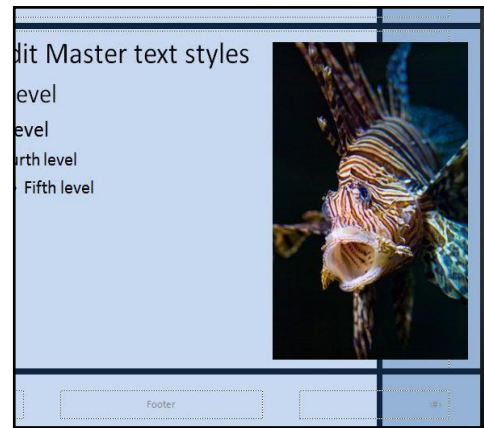 dit Master text styles
evel
evel
urth level
Fifth level
Footer
‹#›